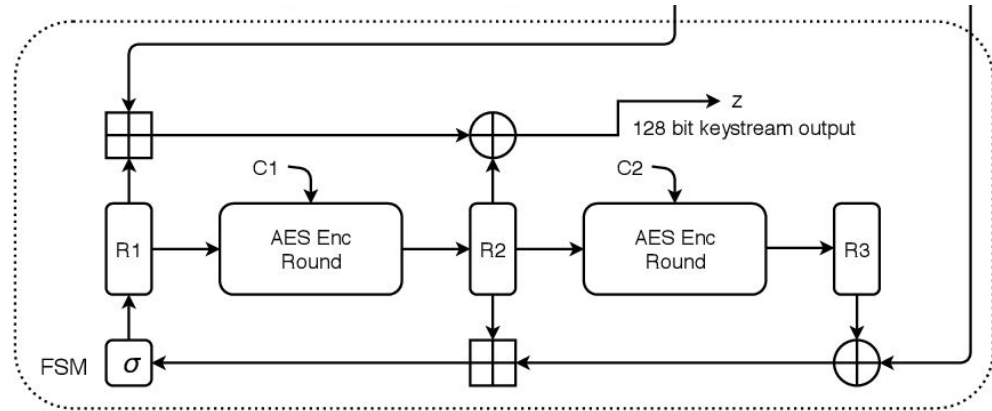 z
128 bit keystream output
C1
C2
R1
AES Enc
Round
R2
AES Enc
Round
R3
FSM
σ